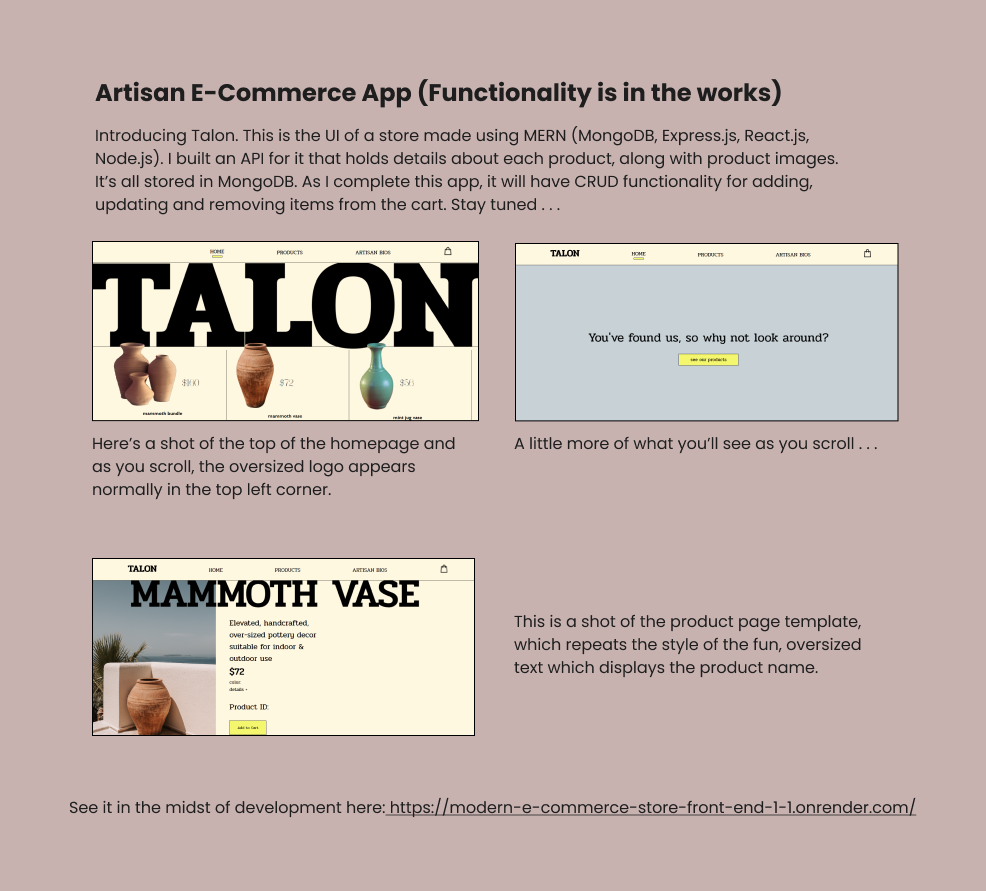 Artisan E-Commerce App (Functionality is in the works)
Introducing Talon. This is the UI of a store made using MERN (MongoDB, Express.js, React.js,
Node.js). I built an API for it that holds details about each product, along with product images.
It's all stored in MongoDB. As I complete this app, it will have CRUD functionality for adding,
updating and removing items from the cart. Stay tuned . . .
HOME PRODUCTS ARTISAN BIOS
TALON
$160 $72 $56
mammoth bundle mammoth vase mint jug vase
TALON HOME PRODUCTS ARTISAN BIOS
You've found us, so why not look around?
see our products
Here's a shot of the top of the homepage and
as you scroll, the oversized logo appears
normally in the top left corner.
A little more of what you'll see as you scroll . . .
TALON HOME PRODUCTS ARTISAN BIOS
MAMMOTH VASE
Elevated, handcrafted,
over-sized pottery decor
suitable for indoor &
outdoor use
$72
color:
details -
Product ID:
Add to Cart
This is a shot of the product page template,
which repeats the style of the fun, oversized
text which displays the product name.
See it in the midst of development here: https://modern-e-commerce-store-front-end-1-1.onrender.com/